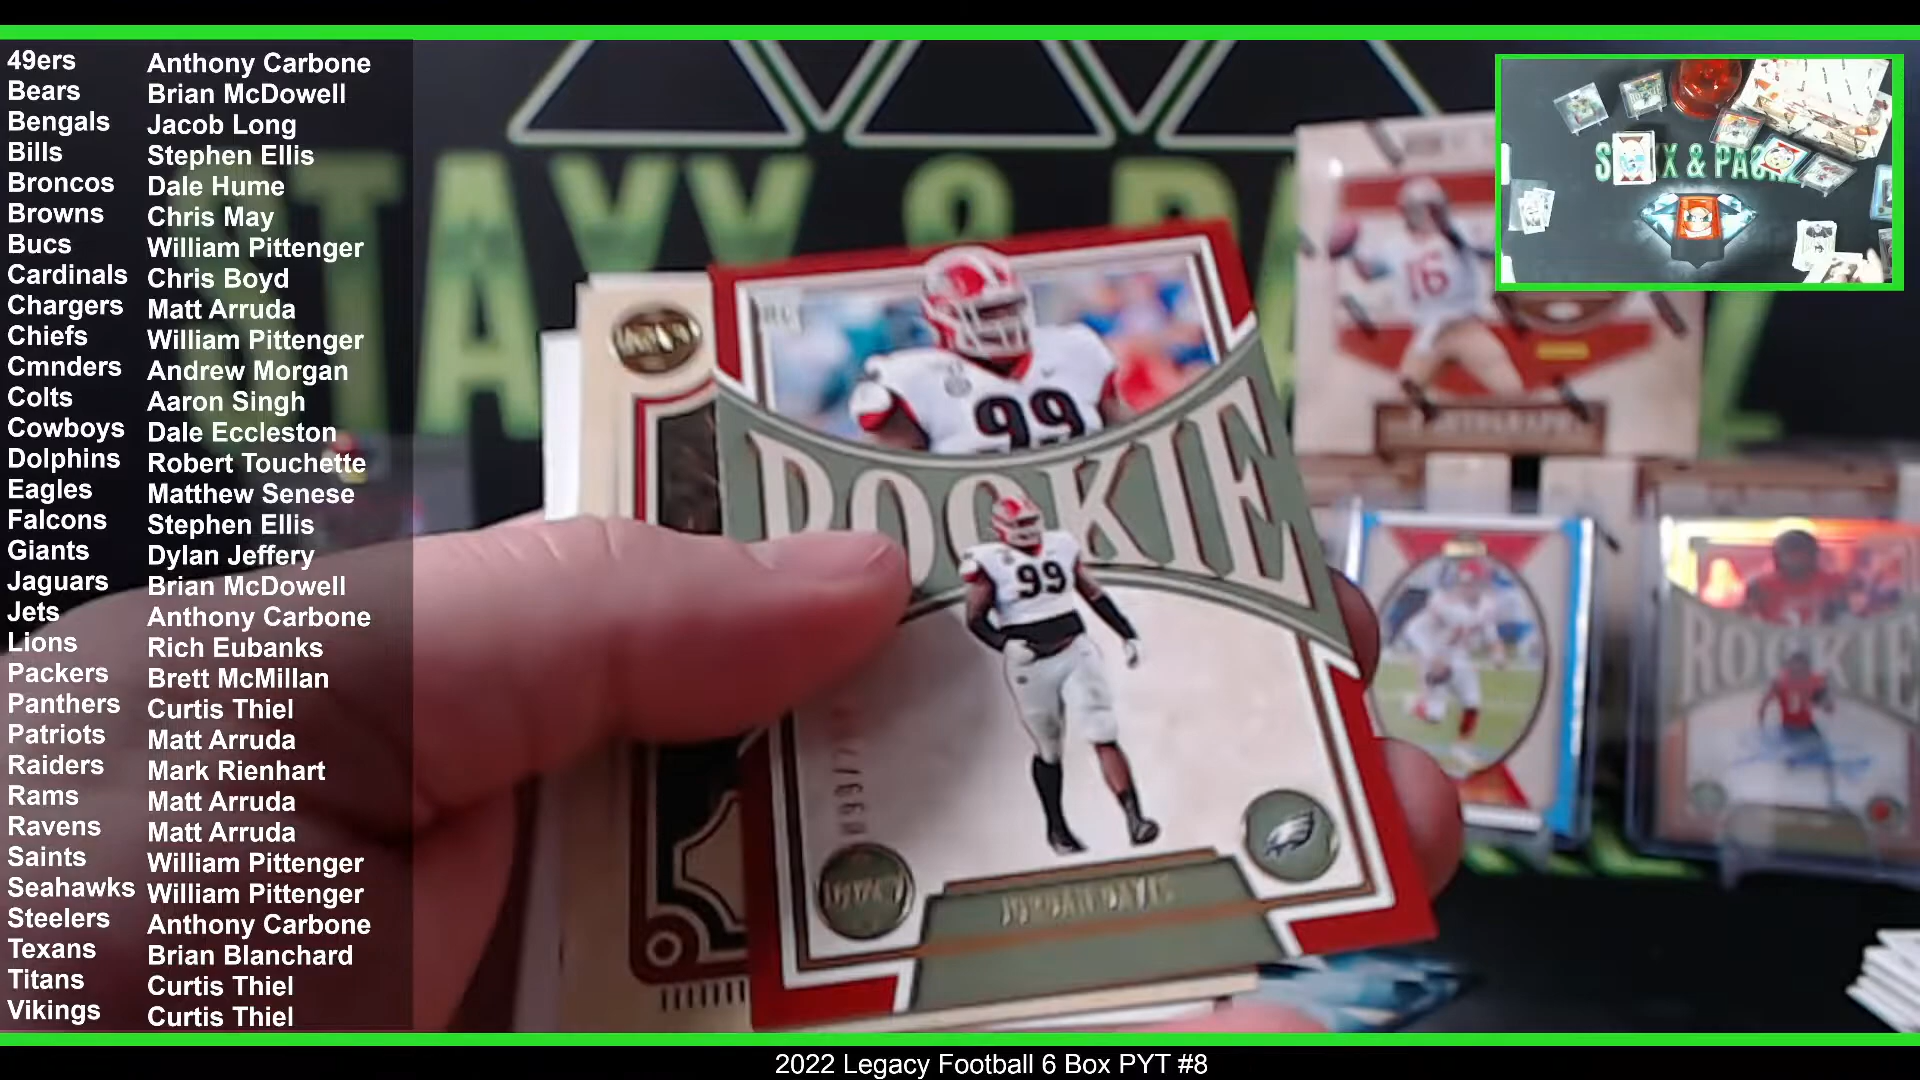 49ers Anthony Carbone
Bears Brian McDowell
Bengals Jacob Long
Bills Stephen Ellis
Broncos Dale Hume
Browns Chris May
Bucs William Pittenger
Cardinals Chris Boyd
Chargers Matt Arruda
Chiefs William Pittenger
Cmnders Andrew Morgan
Colts Aaron Singh
Cowboys Dale Eccleston
Dolphins Robert Touchette
Eagles Matthew Senese
Falcons Stephen Ellis
Giants Dylan Jeffery
Jaguars Brian McDowell
Jets Anthony Carbone
Lions Rich Eubanks
Packers Brett McMillan
Panthers Curtis Thiel
Patriots Matt Arruda
Raiders Mark Rienhart
Rams Matt Arruda
Ravens Matt Arruda
Saints William Pittenger
Seahawks William Pittenger
Steelers Anthony Carbone
Texans Brian Blanchard
Titans Curtis Thiel
Vikings Curtis Thiel
99
ROOKIE
99
LEGACY
JORDAN DAVIS
16
ROOKIE
2022 Legacy Football 6 Box PYT #8